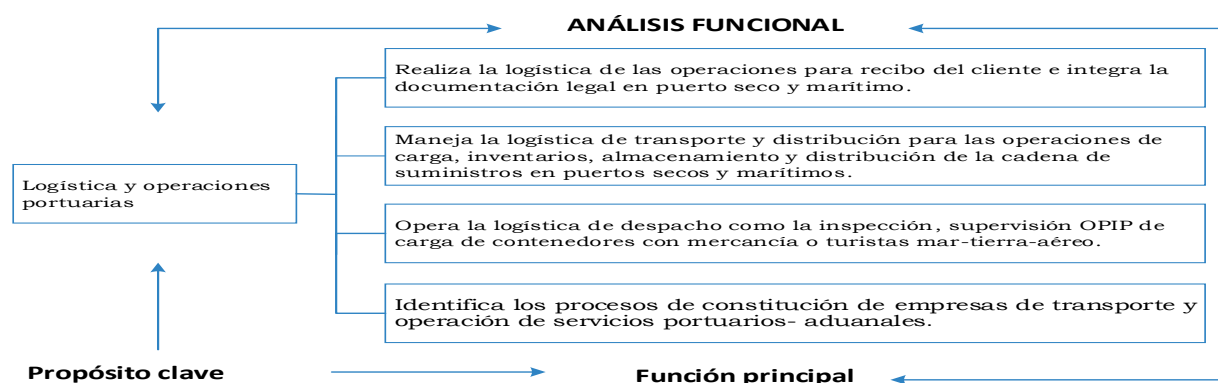 ANÁLISIS FUNCIONAL
Realiza la logística de las operaciones para recibo del cliente e integra la
documentación legal en puerto seco y marítimo.
Maneja la logística de transporte y distribución para las operaciones de
carga, inventarios, almacenamiento y distribución de la cadena de
suministros en puertos secos y marítimos.
Logística y operaciones
portuarias
Opera la logística de despacho como la inspección, supervisión OPIP de
carga de contenedores con mercancía o turistas mar-tierra-aéreo.
Identifica los procesos de constitución de empresas de transporte y
operación de servicios portuarios- aduanales.
Propósito clave
Función principal